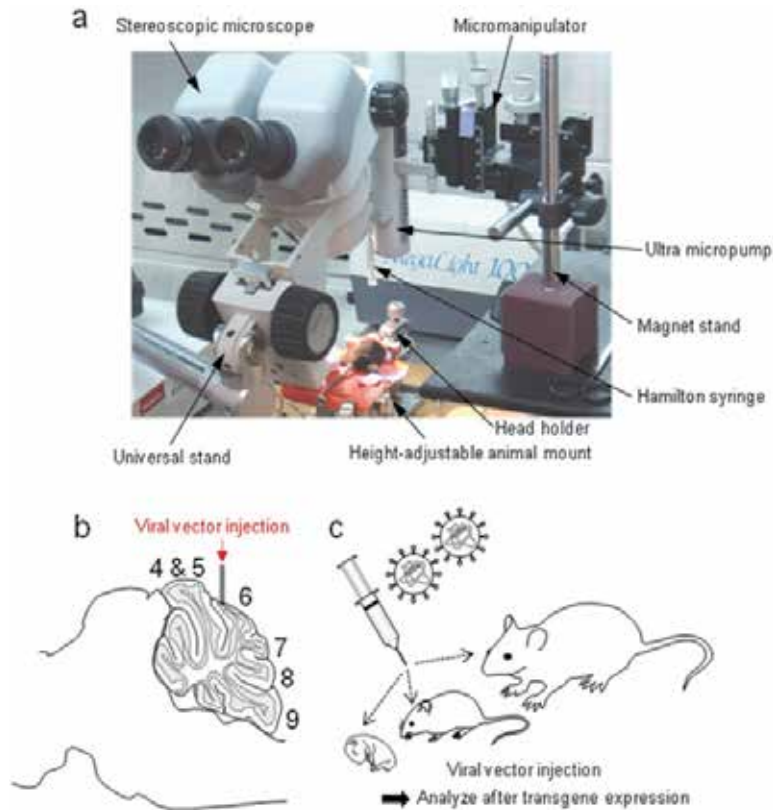 a
Stereoscopic microscope
Micromanipulator
Ultra micropump
Magnet stand
Hamilton syringe
Head holder
Height-adjustable animal mount
Universal stand
b
Viral vector injection
4 & 5
6
7
8
9
c
Viral vector injection
Analyze after transgene expression